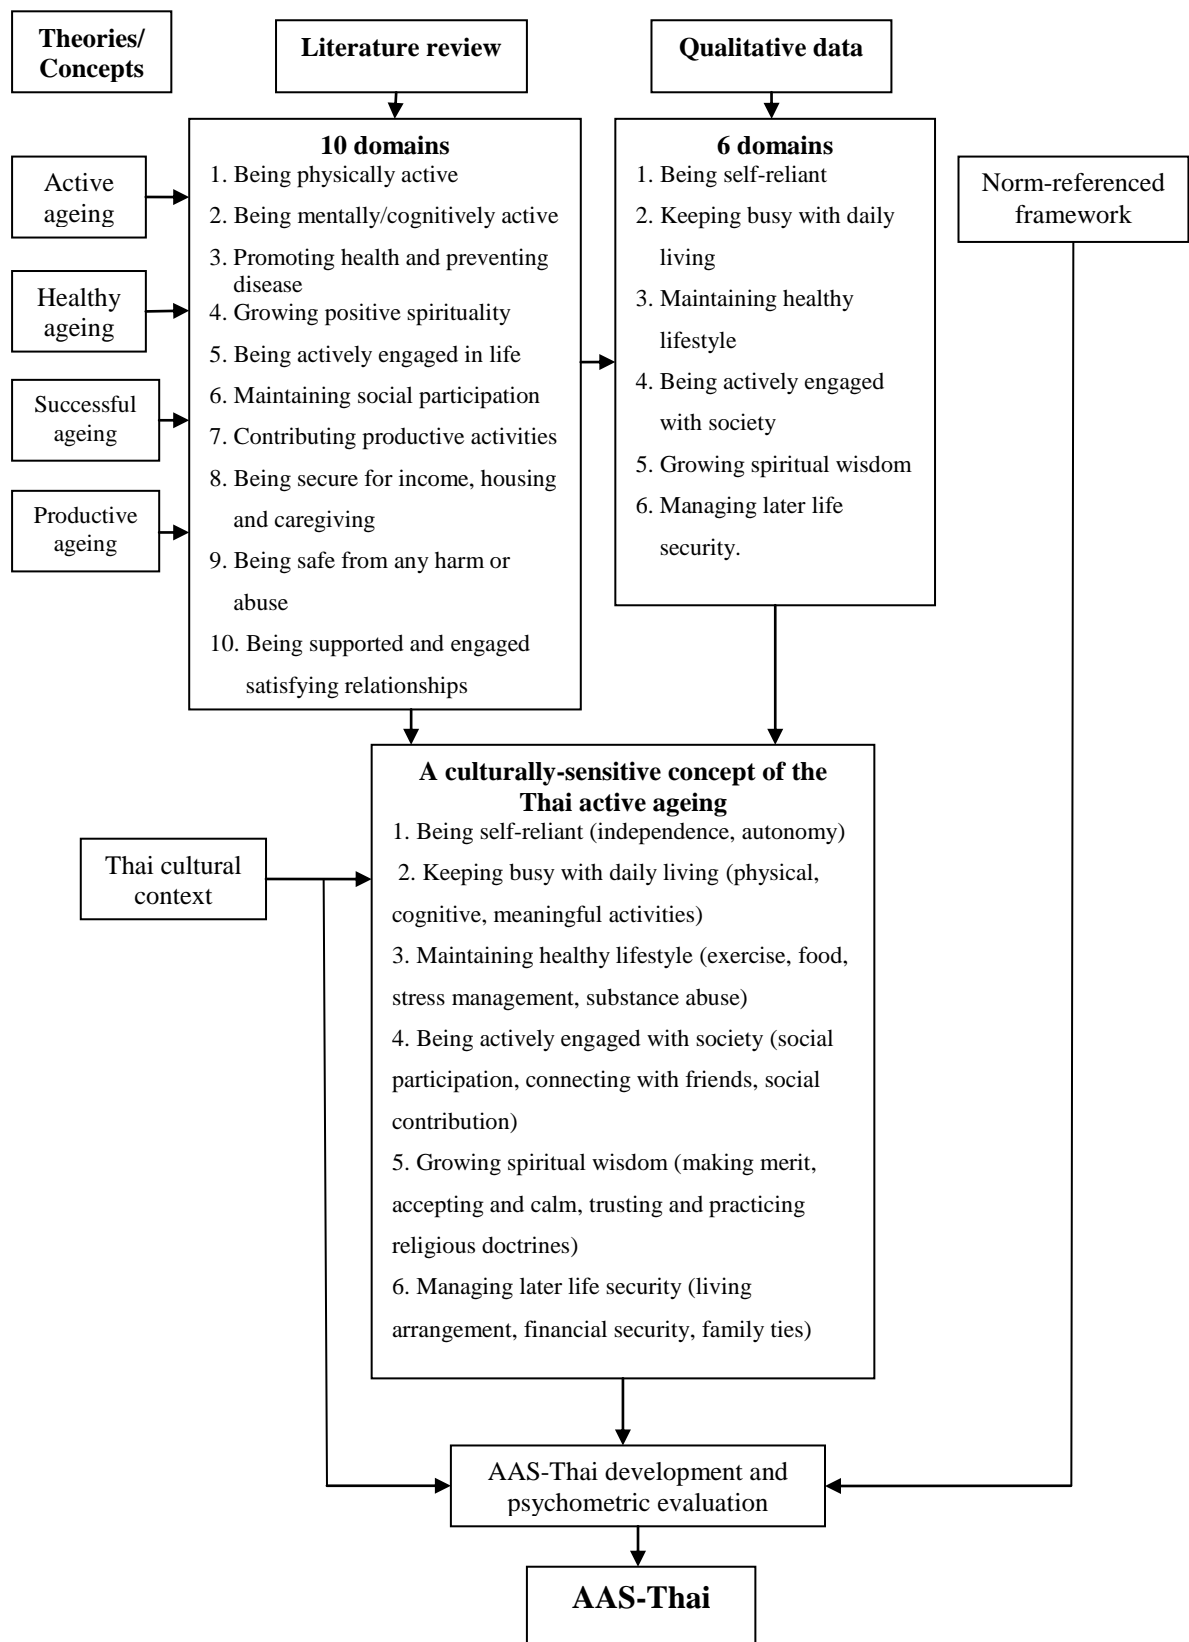 Theories/
Concepts
Literature review
Qualitative data
Active
ageing
Healthy
ageing
Successful
ageing
Productive
ageing
10 domains
1. Being physically active
2. Being mentally/cognitively active
3. Promoting health and preventing
disease
4. Growing positive spirituality
5. Being actively engaged in life
6. Maintaining social participation
7. Contributing productive activities
8. Being secure for income, housing
and caregiving
9. Being safe from any harm or
abuse
10. Being supported and engaged
satisfying relationships
6 domains
1. Being self-reliant
2. Keeping busy with daily
living
3. Maintaining healthy
lifestyle
4. Being actively engaged
with society
5. Growing spiritual wisdom
6. Managing later life
security.
Norm-referenced
framework
Thai cultural
context
A culturally-sensitive concept of the
Thai active ageing
1. Being self-reliant (independence, autonomy)
2. Keeping busy with daily living (physical,
cognitive, meaningful activities)
3. Maintaining healthy lifestyle (exercise, food,
stress management, substance abuse)
4. Being actively engaged with society (social
participation, connecting with friends, social
contribution)
5. Growing spiritual wisdom (making merit,
accepting and calm, trusting and practicing
religious doctrines)
6. Managing later life security (living
arrangement, financial security, family ties)
AAS-Thai development and
psychometric evaluation
AAS-Thai